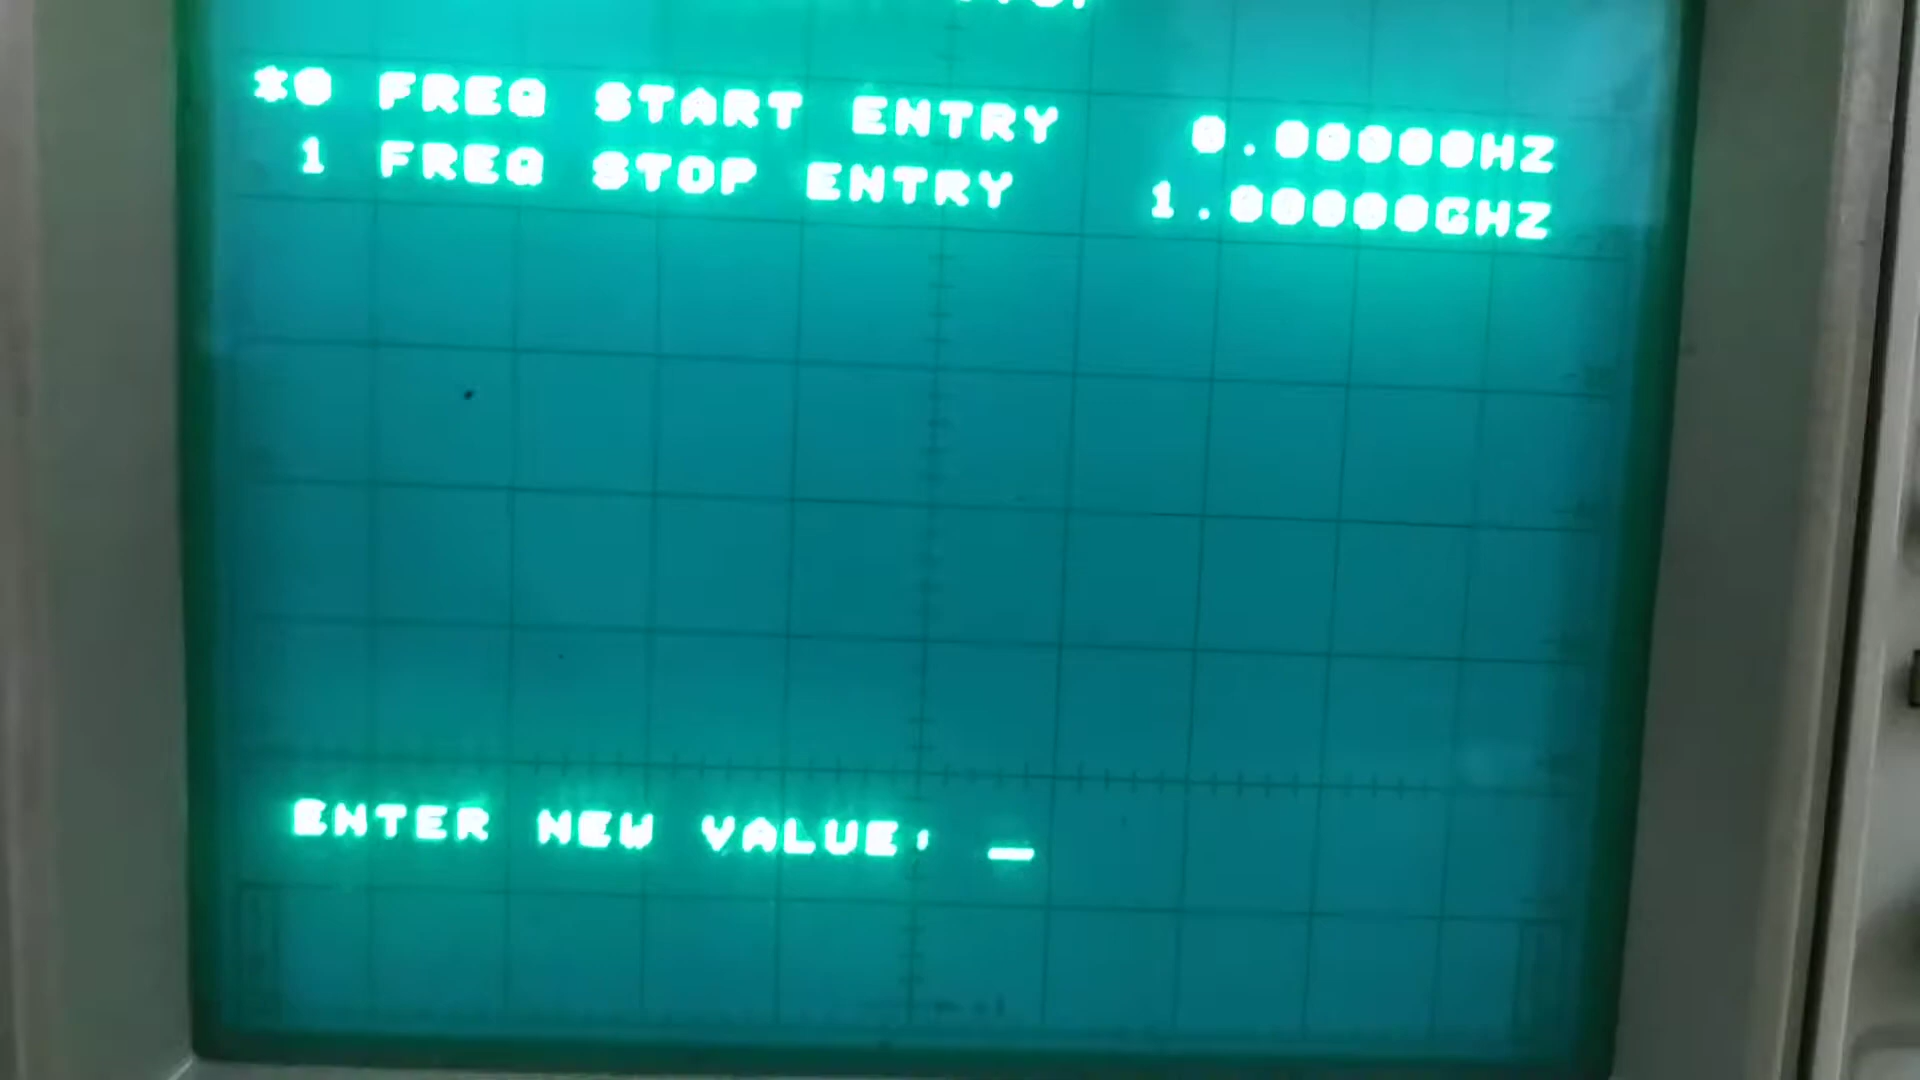 *0 FREQ START ENTRY 0.00000HZ
1 FREQ STOP ENTRY 1.00000GHZ
ENTER NEW VALUE: _